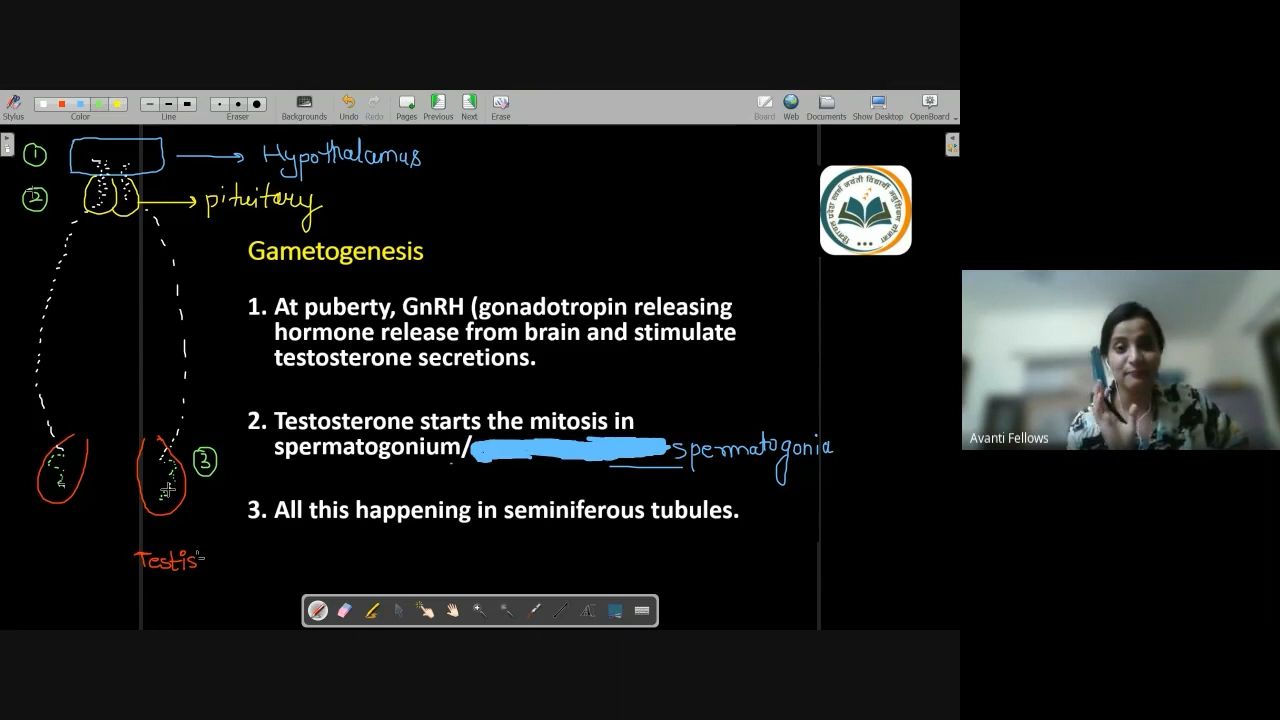 Stylus
Color
Line
Eraser
Backgrounds
Undo
Redo
Pages
Previous
Next
Erase
Board
Web
Documents
Show Desktop
OpenBoard
1
Hypothalamus
2
pituitary
Gametogenesis
1. At puberty, GnRH (gonadotropin releasing
hormone release from brain and stimulate
testosterone secretions.
2. Testosterone starts the mitosis in
spermatogonium/ spermatogonia
3
3. All this happening in seminiferous tubules.
Testis
Avanti Fellows